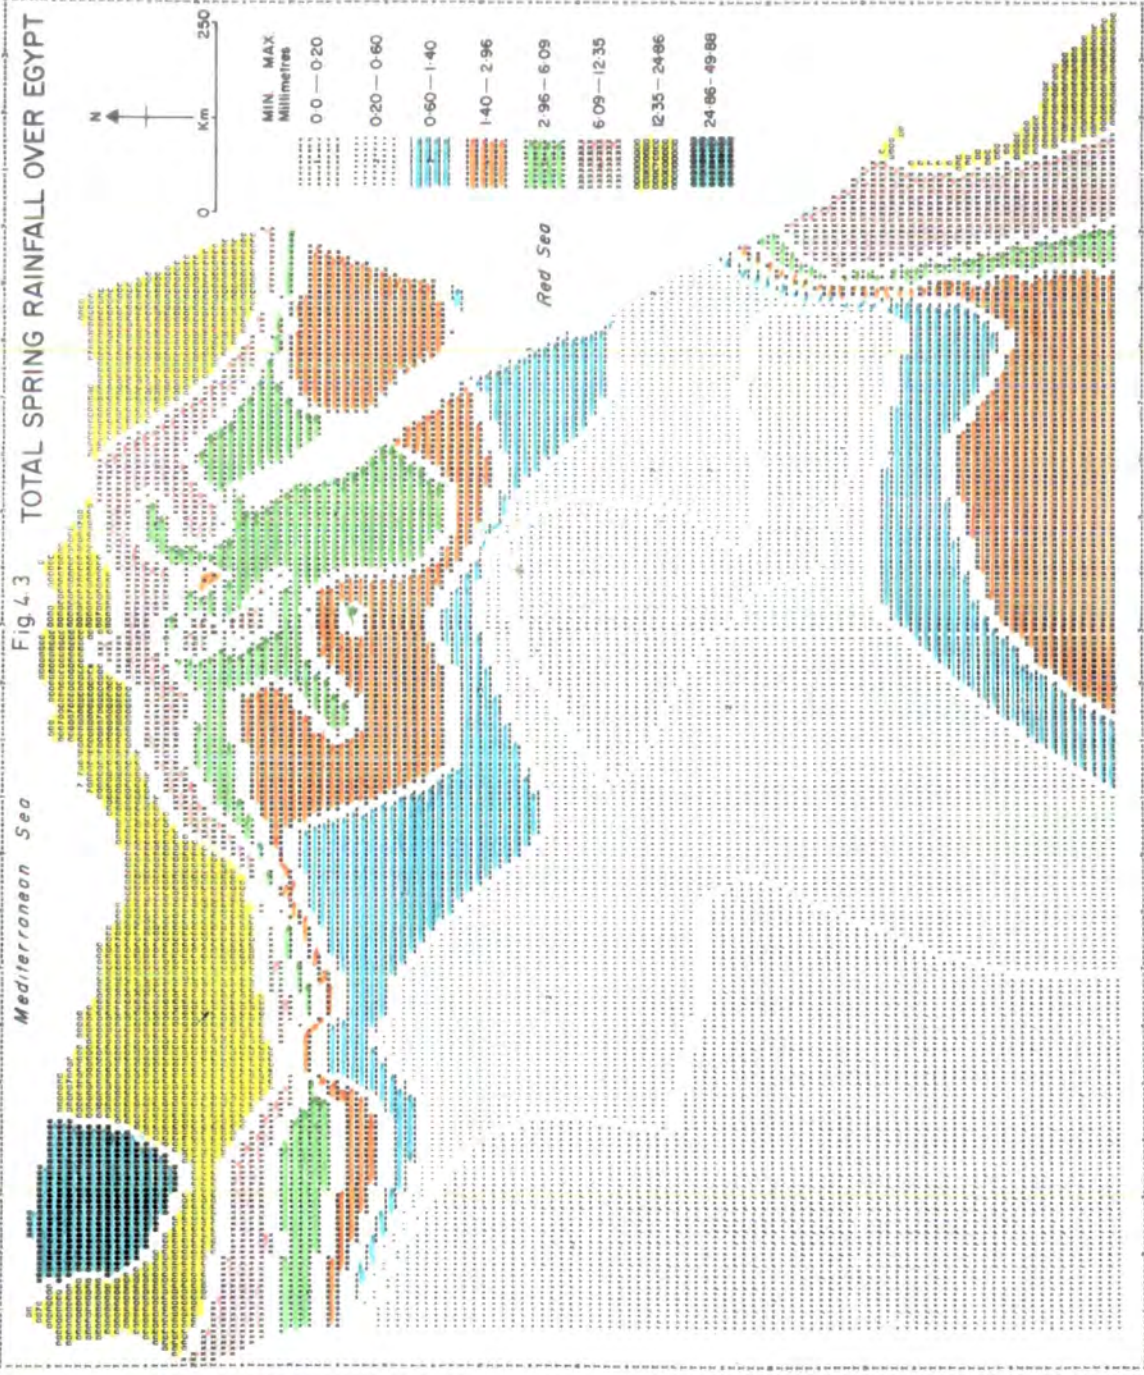 Fig. 4.3 TOTAL SPRING RAINFALL OVER EGYPT
Mediterranean Sea
Red Sea
N
0 Km 250
MIN. MAX.
Millimetres
0·0—0·20
0·20—0·60
0·60—1·40
1·40—2·96
2·96—6·09
6·09—12·35
12·35—24·86
24·86-49·88